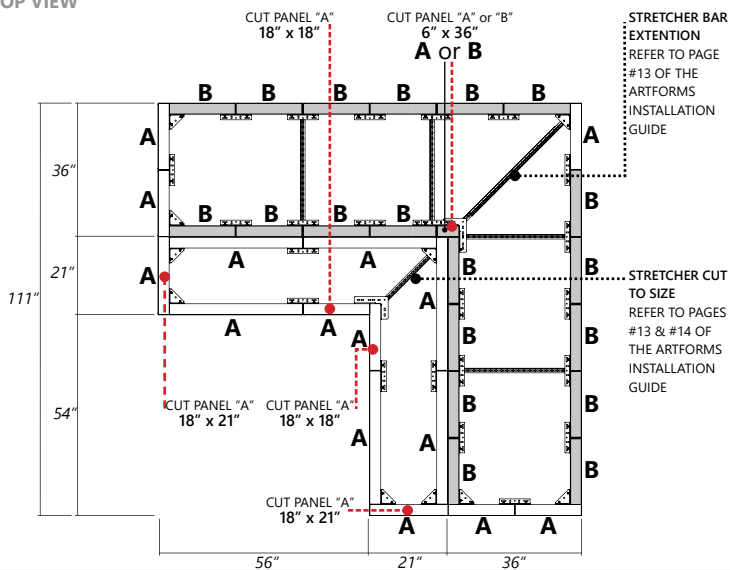 OP VIEW
CUT PANEL "A"
18" x 18"
CUT PANEL "A" or "B"
6" x 36"
A or B
STRETCHER BAR
EXTENTION
REFER TO PAGE
#13 OF THE
ARTFORMS
INSTALLATION
GUIDE
B B B B B B
A A
36"
A B
B B B B
A A A B B
21"
STRETCHER CUT
TO SIZE
REFER TO PAGES
#13 & #14 OF
THE ARTFORMS
INSTALLATION
GUIDE
111"
A
A A A B B
CUT PANEL "A"
18" x 21"
CUT PANEL "A"
18" x 18"
54"
B B
A A
B B
CUT PANEL "A"
18" x 21"
A A A
56" 21" 36"